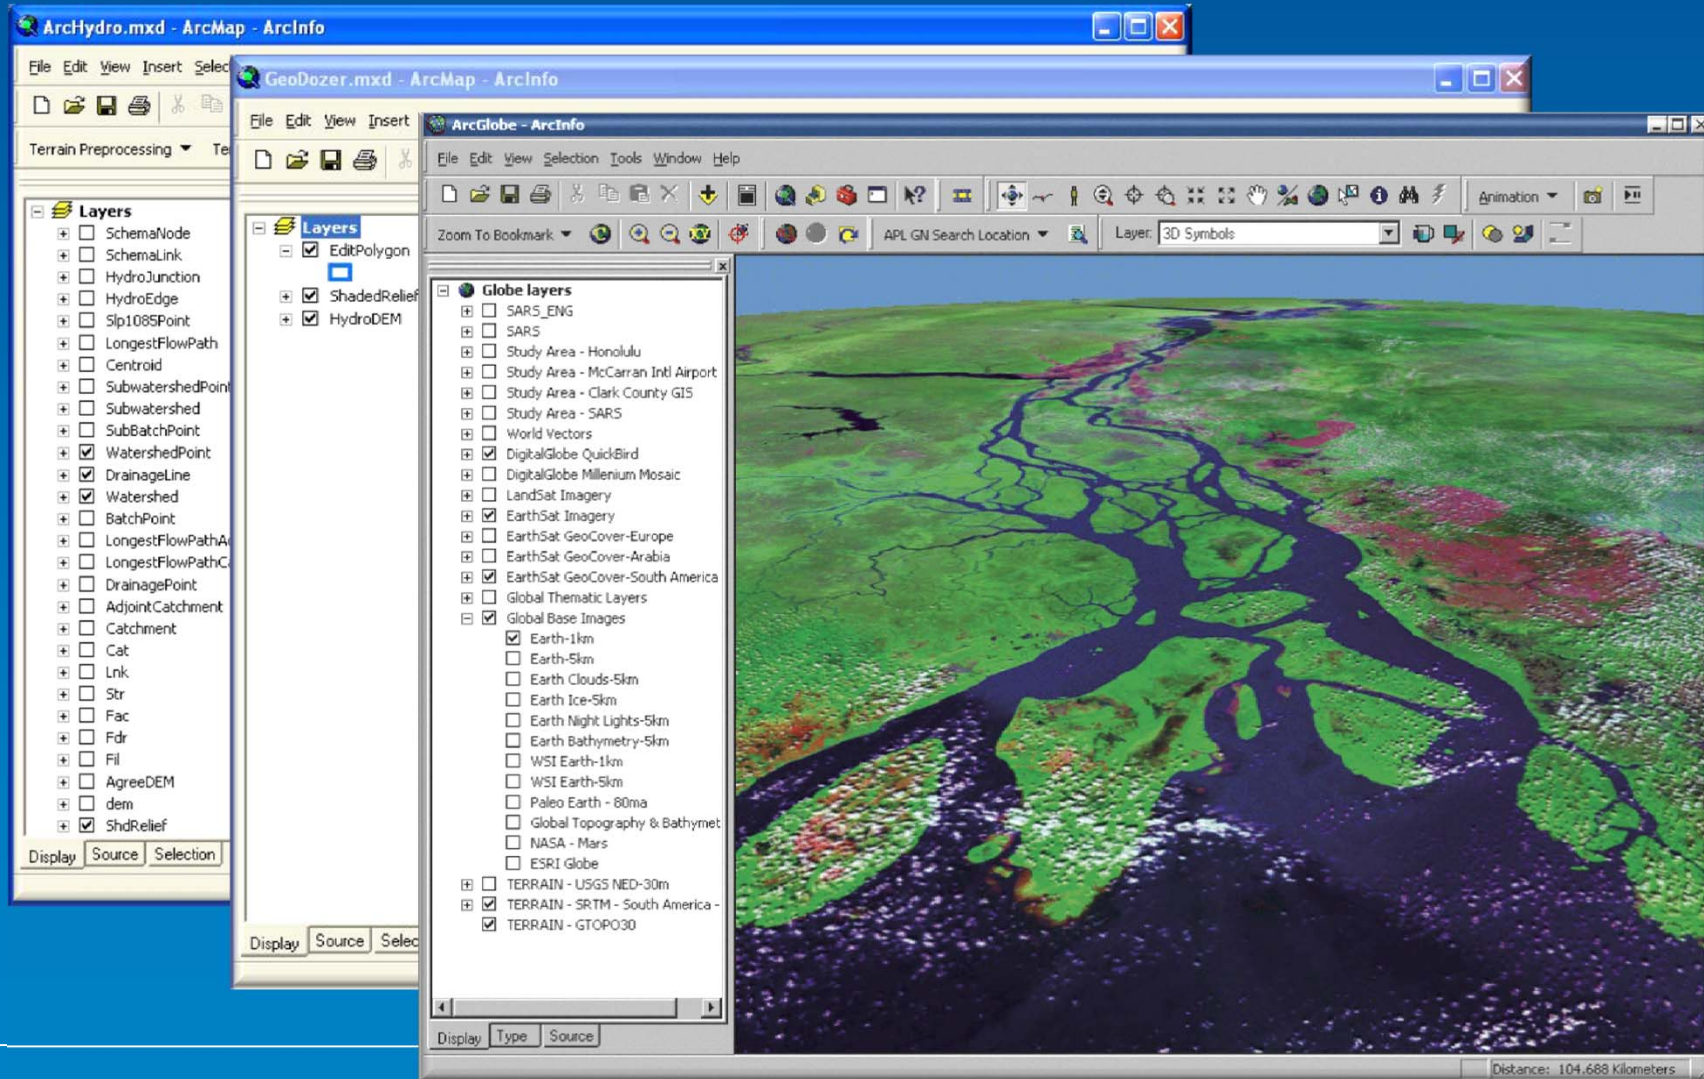 ArcHydro.mxd - ArcMap - ArcInfo
File Edit View Insert Selec
Terrain Preprocessing Te
Layers
SchemaNode
SchemaLink
HydroJunction
HydroEdge
Slp1085Point
LongestFlowPath
Centroid
SubwatershedPoint
Subwatershed
SubBatchPoint
WatershedPoint
DrainageLine
Watershed
BatchPoint
LongestFlowPathA
LongestFlowPathC
DrainagePoint
AdjointCatchment
Catchment
Cat
Lnk
Str
Fac
Fdr
Fil
AgreeDEM
dem
ShdRelief
Display Source Selection
GeoDozer.mxd - ArcMap - ArcInfo
File Edit View Insert
Layers
EditPolygon
ShadedRelief
HydroDEM
Display Source Selec
ArcGlobe - ArcInfo
File Edit View Selection Tools Window Help
Animation
Zoom To Bookmark APL GN Search Location Layer: 3D Symbols
Globe layers
SARS_ENG
SARS
Study Area - Honolulu
Study Area - McCarran Intl Airport
Study Area - Clark County GIS
Study Area - SARS
World Vectors
DigitalGlobe QuickBird
DigitalGlobe Millenium Mosaic
LandSat Imagery
EarthSat Imagery
EarthSat GeoCover-Europe
EarthSat GeoCover-Arabia
EarthSat GeoCover-South America
Global Thematic Layers
Global Base Images
Earth-1km
Earth-5km
Earth Clouds-5km
Earth Ice-5km
Earth Night Lights-5km
Earth Bathymetry-5km
WSI Earth-1km
WSI Earth-5km
Paleo Earth - 80ma
Global Topography & Bathymet
NASA - Mars
ESRI Globe
TERRAIN - USGS NED-30m
TERRAIN - SRTM - South America -
TERRAIN - GTOPO30
Display Type Source
Distance: 104.688 Kilometers